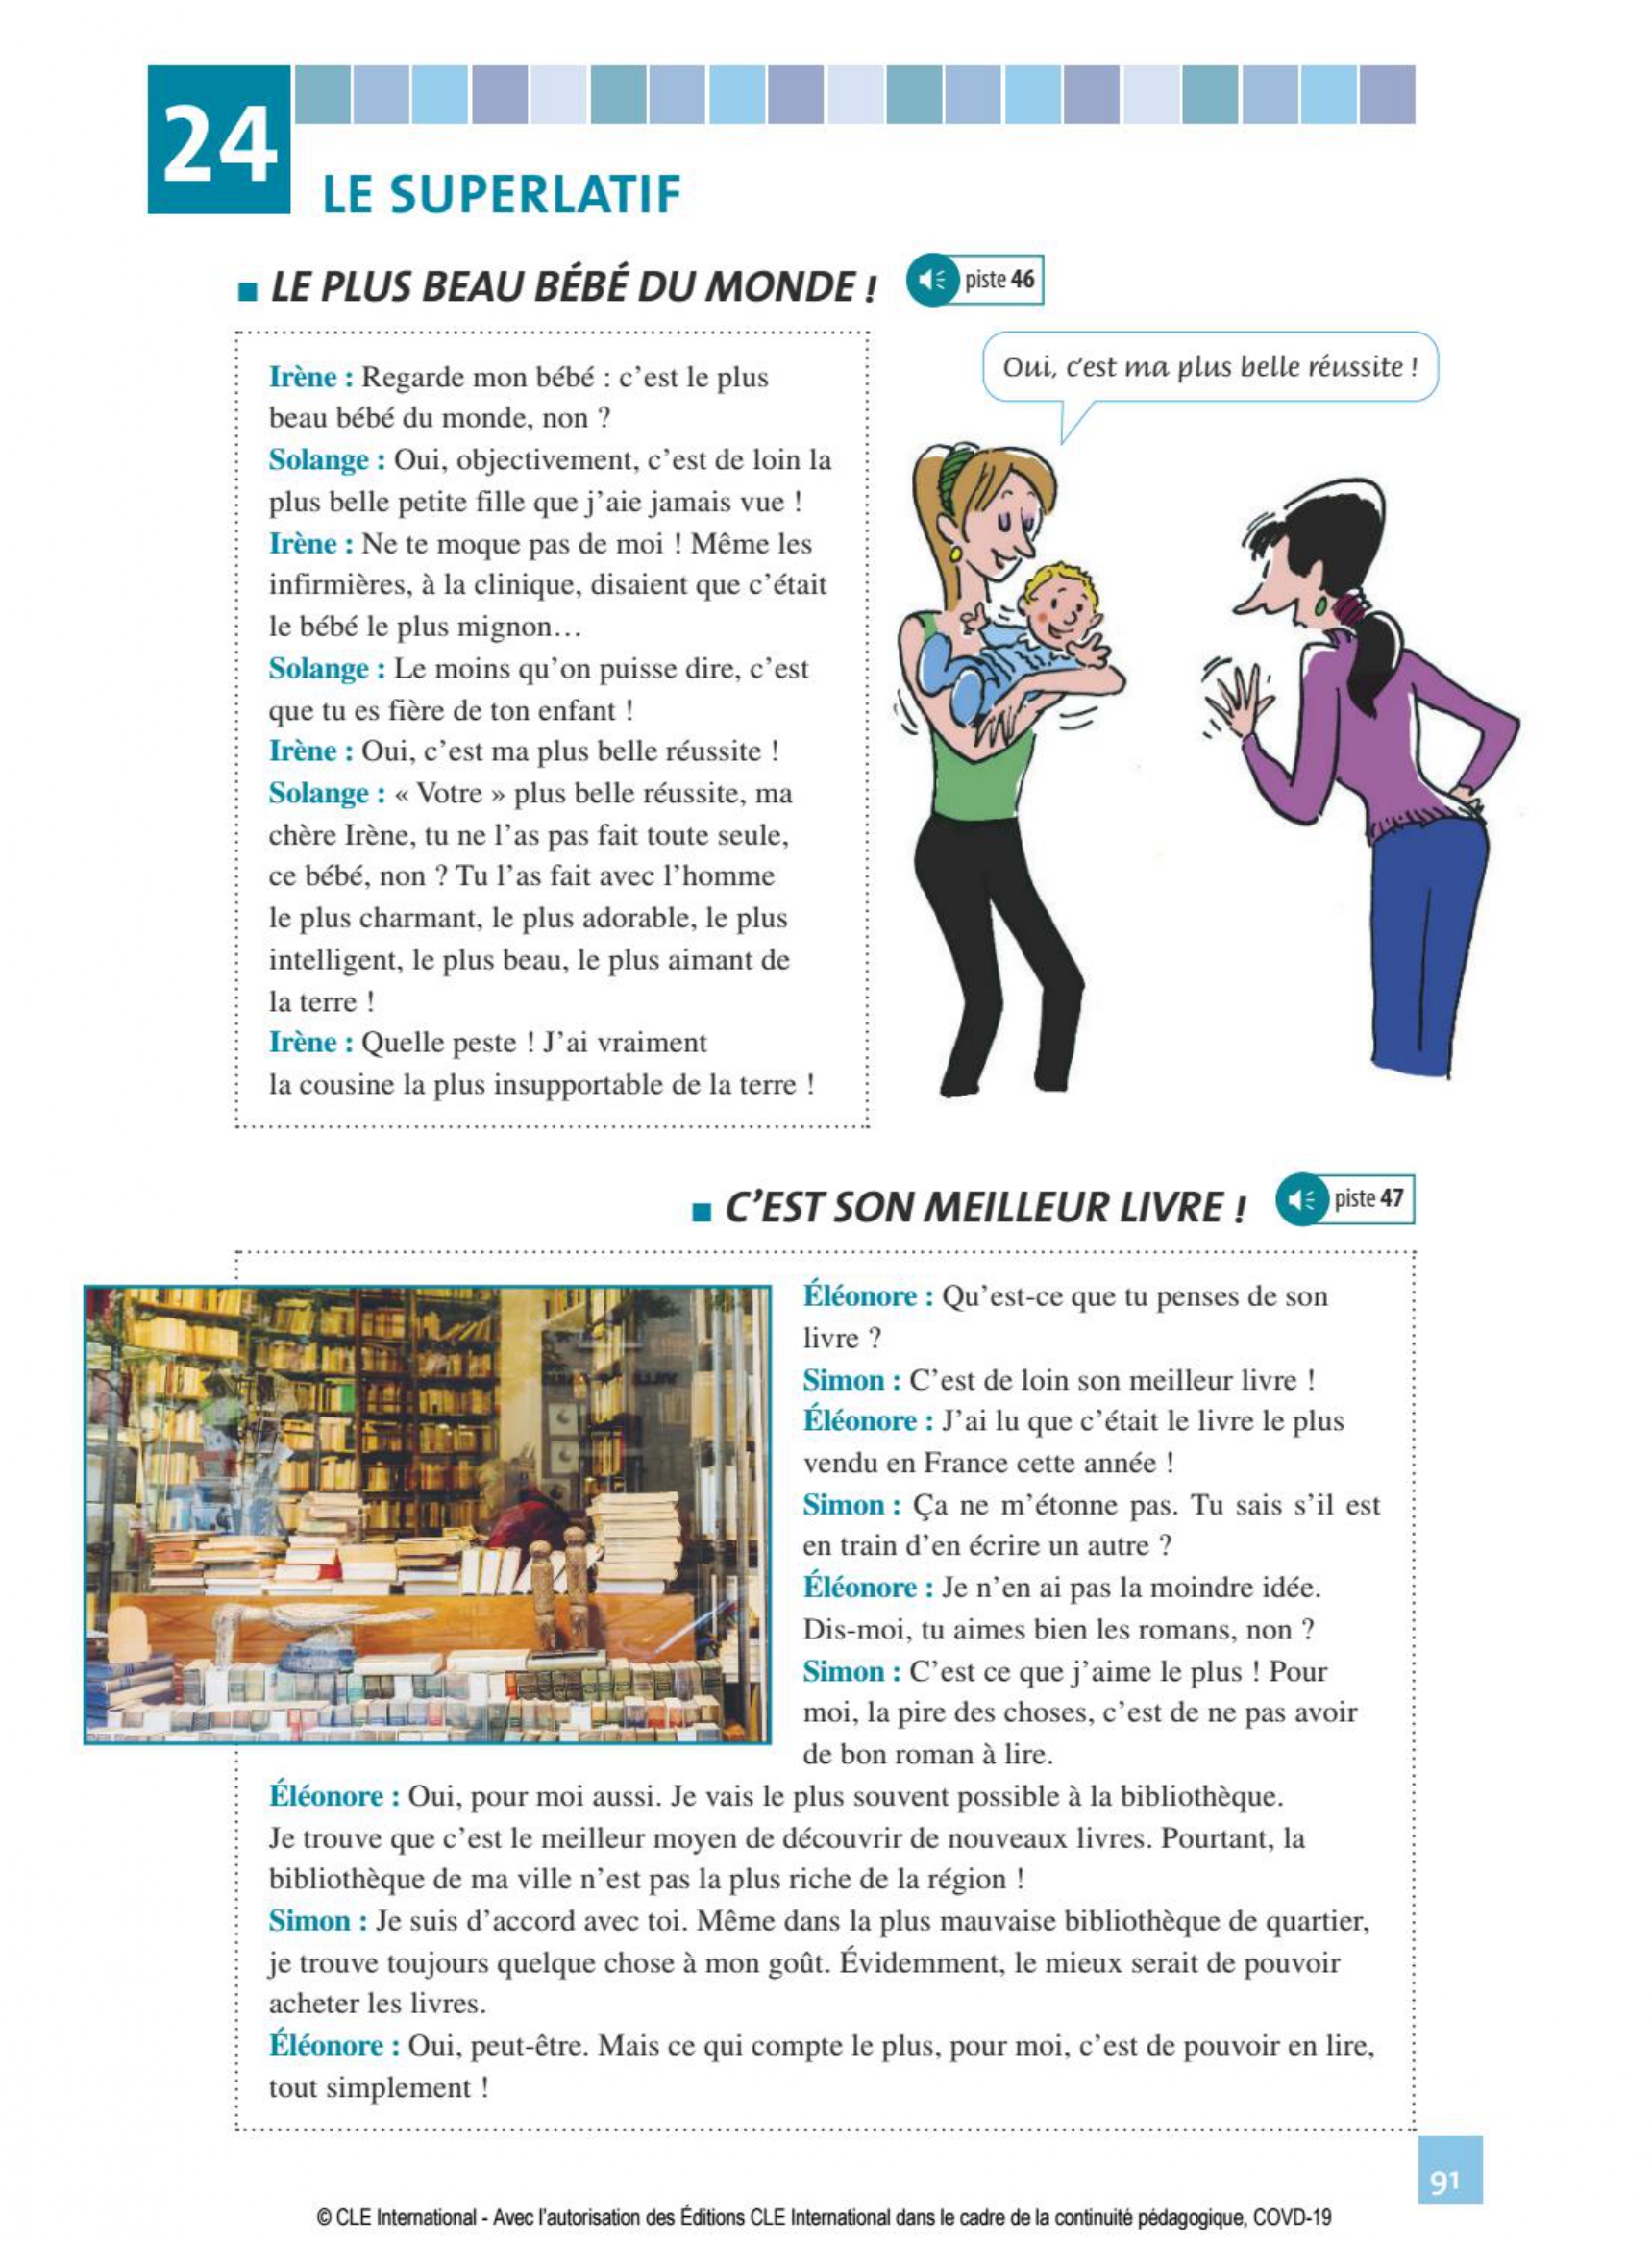 24
LE SUPERLATIF
LE PLUS BEAU BÉBÉ DU MONDE !
piste 46
Irène : Regarde mon bébé : c'est le plus
beau bébé du monde, non ?
Solange : Oui, objectivement, c'est de loin la
plus belle petite fille que j'aie jamais vue !
Irène : Ne te moque pas de moi ! Même les
infirmières, à la clinique, disaient que c'était
le bébé le plus mignon…
Solange : Le moins qu'on puisse dire, c'est
que tu es fière de ton enfant !
Irène : Oui, c'est ma plus belle réussite !
Solange : « Votre » plus belle réussite, ma
chère Irène, tu ne l'as pas fait toute seule,
ce bébé, non ? Tu l'as fait avec l'homme
le plus charmant, le plus adorable, le plus
intelligent, le plus beau, le plus aimant de
la terre !
Irène : Quelle peste ! J'ai vraiment
la cousine la plus insupportable de la terre !
Oui, c'est ma plus belle réussite !
C'EST SON MEILLEUR LIVRE !
piste 47
Éléonore : Qu'est-ce que tu penses de son
livre ?
Simon : C'est de loin son meilleur livre !
Éléonore : J'ai lu que c'était le livre le plus
vendu en France cette année !
Simon : Ça ne m'étonne pas. Tu sais s'il est
en train d'en écrire un autre ?
Éléonore : Je n'en ai pas la moindre idée.
Dis-moi, tu aimes bien les romans, non ?
Simon : C'est ce que j'aime le plus ! Pour
moi, la pire des choses, c'est de ne pas avoir
de bon roman à lire.
Éléonore : Oui, pour moi aussi. Je vais le plus souvent possible à la bibliothèque.
Je trouve que c'est le meilleur moyen de découvrir de nouveaux livres. Pourtant, la
bibliothèque de ma ville n'est pas la plus riche de la région !
Simon : Je suis d'accord avec toi. Même dans la plus mauvaise bibliothèque de quartier,
je trouve toujours quelque chose à mon goût. Évidemment, le mieux serait de pouvoir
acheter les livres.
Éléonore : Oui, peut-être. Mais ce qui compte le plus, pour moi, c'est de pouvoir en lire,
tout simplement !
91
© CLE International - Avec l'autorisation des Éditions CLE International dans le cadre de la continuité pédagogique, COVD-19